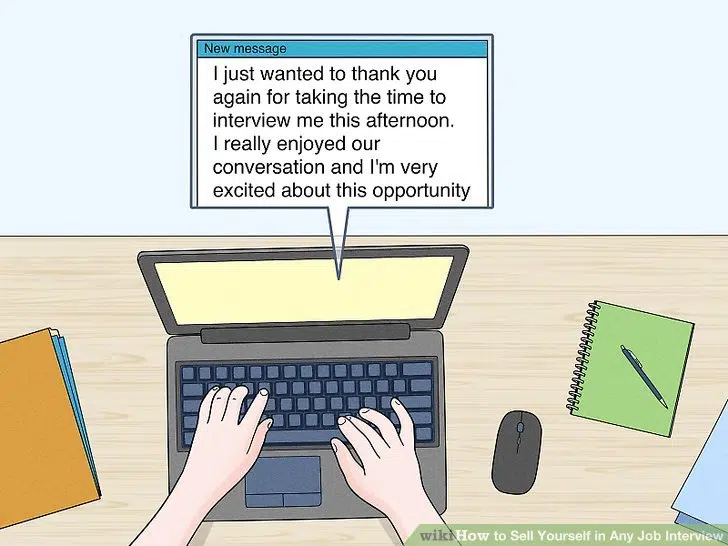 New message
I just wanted to thank you
again for taking the time to
interview me this afternoon.
I really enjoyed our
conversation and I'm very
excited about this opportunity
wikiHow to Sell Yourself in Any Job Interview